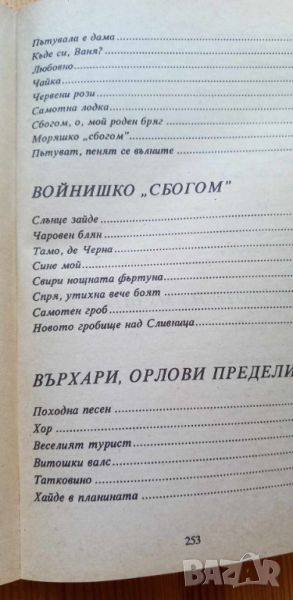 Пътувала е дама
Къде си, Ваня?
Любовно
Чайка
Червени рози
Самотна лодка
Сбогом, о, мой роден бряг
Моряшко „сбогом”
Пътуват, пенят се вълните
ВОЙНИШКО „СБОГОМ”
Слънце зайде
Чаровен блян
Тамо, де Черна
Сине мой
Свири нощната фъртуна
Спря, утихна вече боят
Самотен гроб
Новото гробище над Сливница
ВЪРХАРИ, ОРЛОВИ ПРЕДЕЛИ
Походна песен
Хор
Веселият турист
Витошки валс
Татковино
Хайде в планината
253
BAZAR